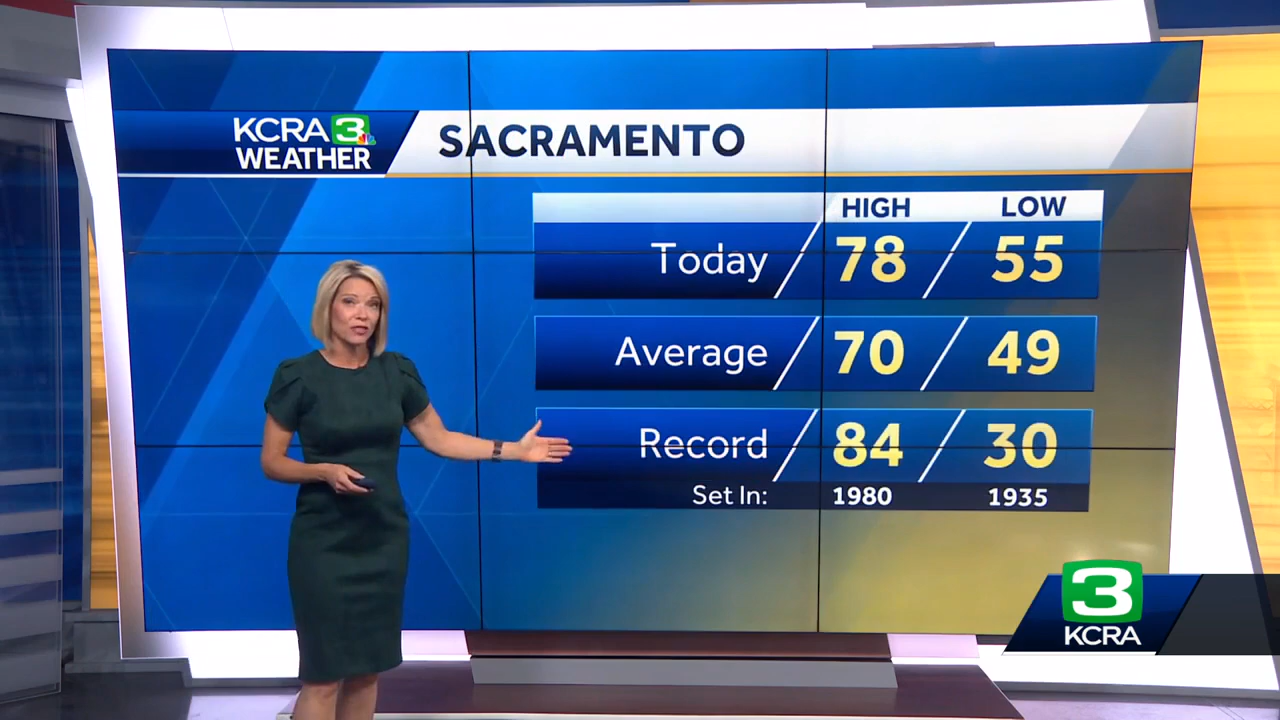 KCRA 3
WEATHER
SACRAMENTO
HIGH LOW
Today 78 55
Average 70 49
Record 84 30
Set In: 1980 1935
3
KCRA